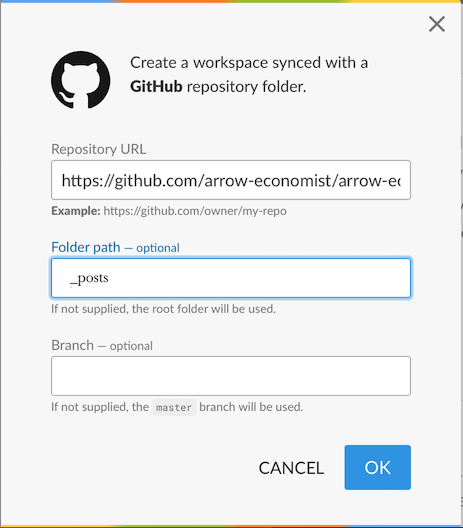 Create a workspace synced with a
GitHub repository folder.
Repository URL
https://github.com/arrow-economist/arrow-ec
Example: https://github.com/owner/my-repo
Folder path — optional
_posts
If not supplied, the root folder will be used.
Branch — optional
If not supplied, the master branch will be used.
CANCEL
OK